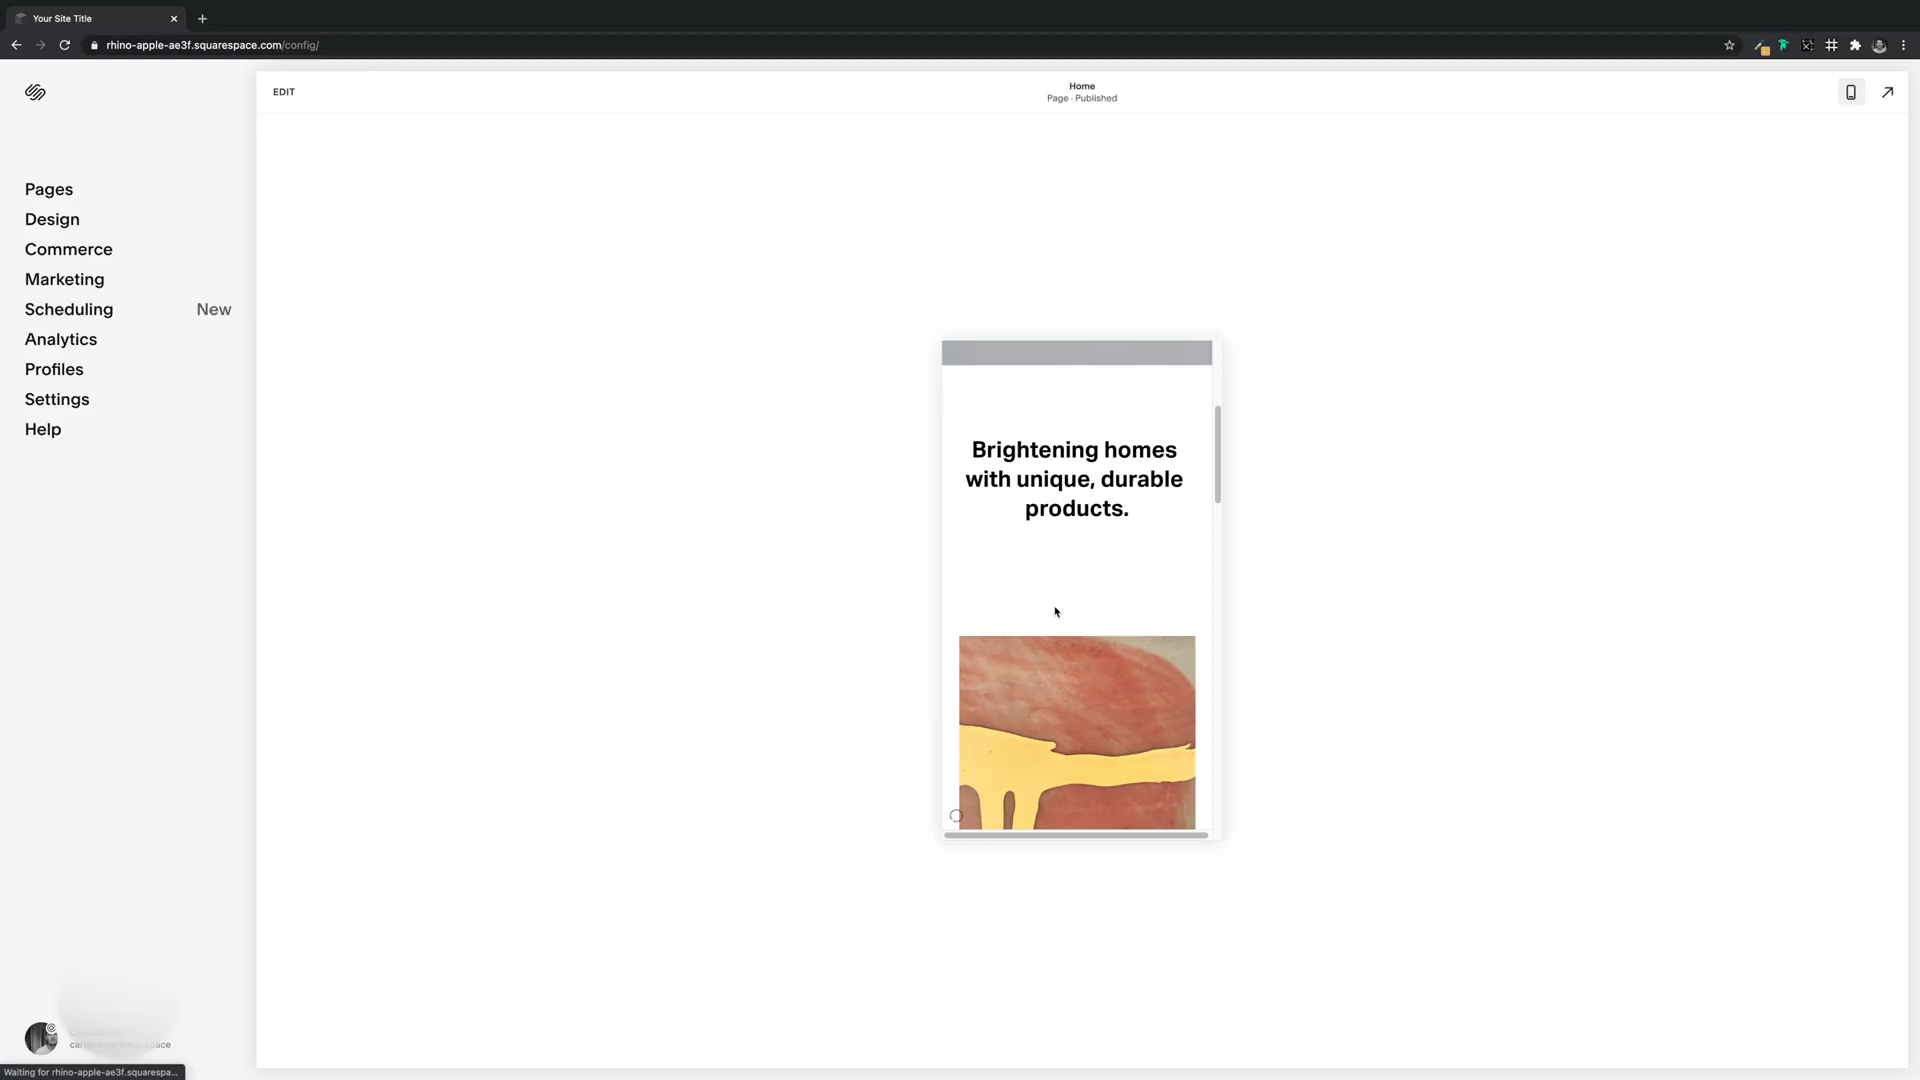 Your Site Title
rhino-apple-ae3f.squarespace.com/config/
EDIT
Home
Page · Published
Pages
Design
Commerce
Marketing
Scheduling New
Analytics
Profiles
Settings
Help
Brightening homes
with unique, durable
products.
Waiting for rhino-apple-ae3f.squarespa...